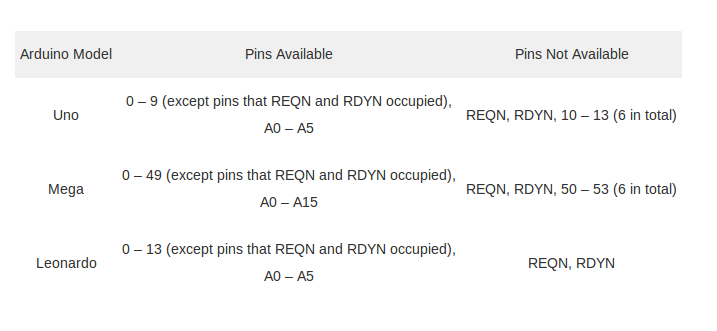 Arduino Model Pins Available Pins Not Available
Uno 0 – 9 (except pins that REQN and RDYN occupied), A0 – A5 REQN, RDYN, 10 – 13 (6 in total)
Mega 0 – 49 (except pins that REQN and RDYN occupied), A0 – A15 REQN, RDYN, 50 – 53 (6 in total)
Leonardo 0 – 13 (except pins that REQN and RDYN occupied), A0 – A5 REQN, RDYN